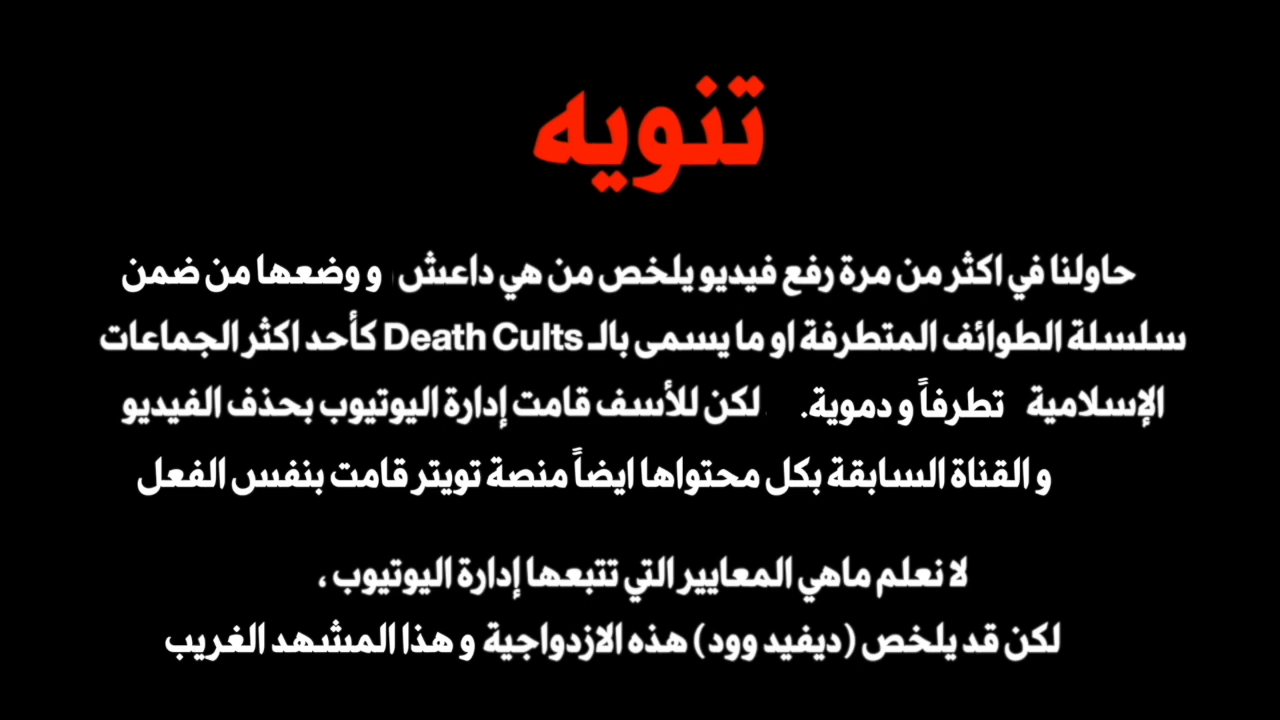 تنويه
حاولنا في اكثر من مرة رفع فيديو يلخص من هي داعش و وضعها من ضمن
سلسلة الطوائف المتطرفة او ما يسمى بالـ Death Cults كأحد اكثر الجماعات
الإسلامية تطرفاً و دموية. لكن للأسف قامت إدارة اليوتيوب بحذف الفيديو
و القناة السابقة بكل محتواها ايضاً منصة تويتر قامت بنفس الفعل
لا نعلم ماهي المعايير التي تتبعها إدارة اليوتيوب ،
لكن قد يلخص (ديفيد وود) هذه الازدواجية و هذا المشهد الغريب